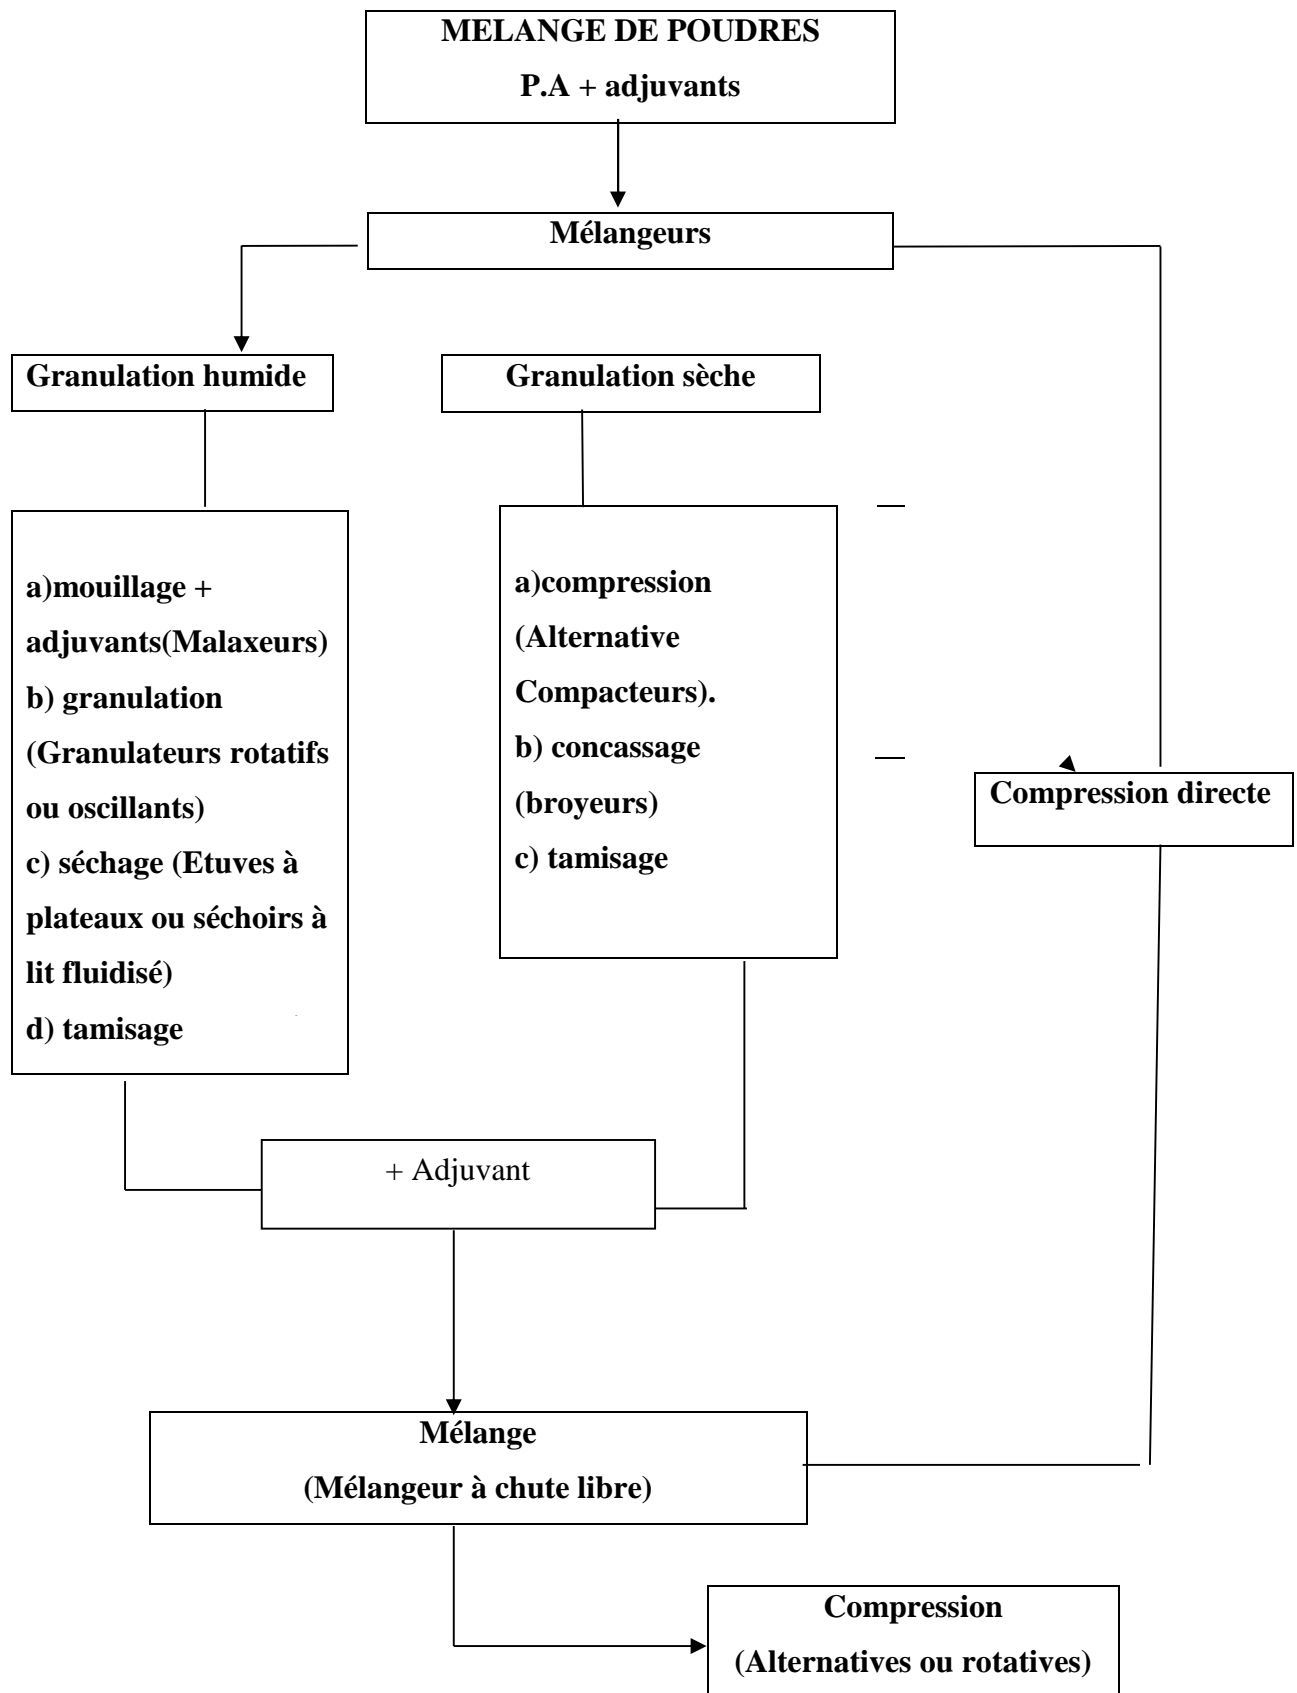 MELANGE DE POUDRES
P.A + adjuvants
Mélangeurs
Granulation humide
Granulation sèche
a)mouillage +
adjuvants(Malaxeurs)
b) granulation
(Granulateurs rotatifs
ou oscillants)
c) séchage (Etuves à
plateaux ou séchoirs à
lit fluidisé)
d) tamisage
a)compression
(Alternative
Compacteurs).
b) concassage
(broyeurs)
c) tamisage
Compression directe
+ Adjuvant
Mélange
(Mélangeur à chute libre)
Compression
(Alternatives ou rotatives)